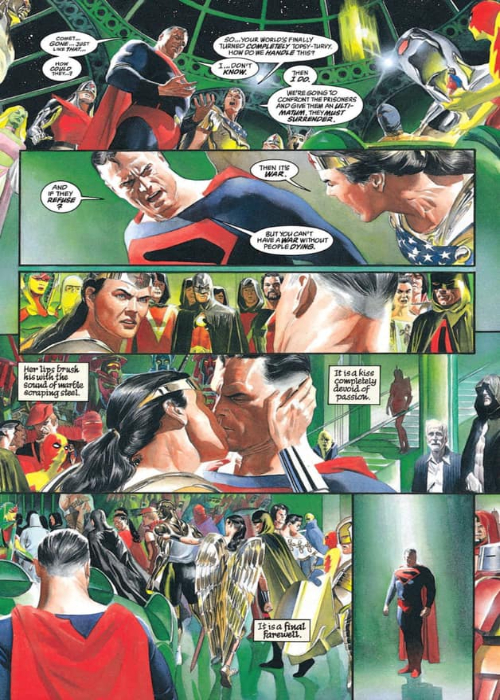 COMET...
GONE... JUST
LIKE THAT...
HOW
COULD
THEY...?
SO... YOUR WORLD'S FINALLY
TURNED COMPLETELY TOPSY-TURVY.
HOW DO WE HANDLE THIS?
I... DON'T
KNOW.
THEN
I DO.
WE'RE GOING TO
CONFRONT THE PRISONERS
AND GIVE THEM AN ULTI-
MATUM. THEY MUST
SURRENDER.
AND
IF THEY
REFUSE
?
THEN IT'S
WAR.
BUT YOU CAN'T
HAVE A WAR WITHOUT
PEOPLE DYING.
Her lips brush
his with the
sound of marble
scraping steel.
It is a kiss
completely
devoid of
passion.
It is a final
farewell.